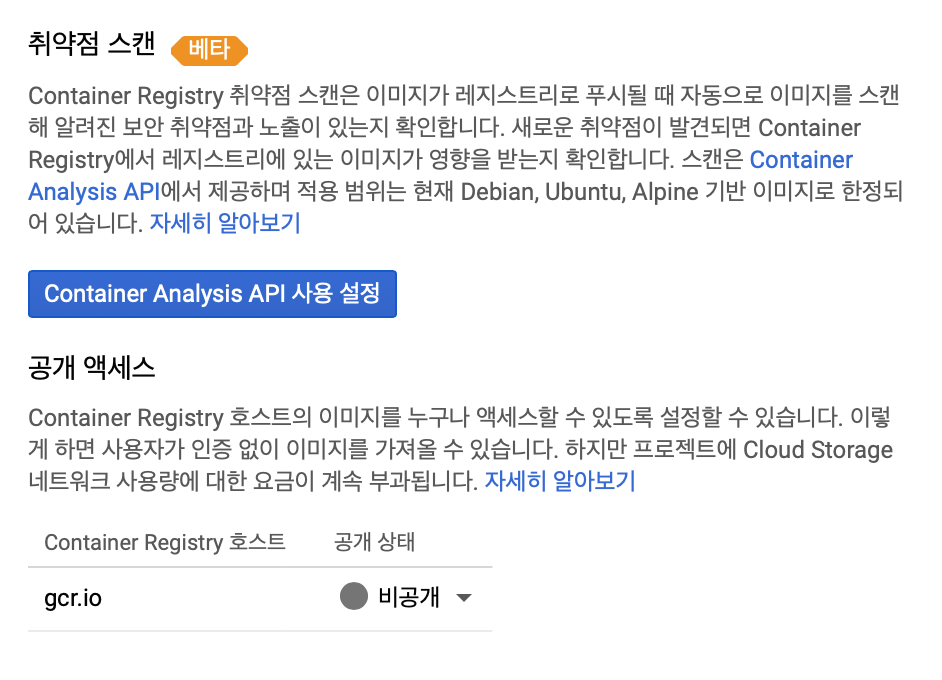 취약점 스캔 베타
Container Registry 취약점 스캔은 이미지가 레지스트리로 푸시될 때 자동으로 이미지를 스캔
해 알려진 보안 취약점과 노출이 있는지 확인합니다. 새로운 취약점이 발견되면 Container
Registry에서 레지스트리에 있는 이미지가 영향을 받는지 확인합니다. 스캔은 Container
Analysis API에서 제공하며 적용 범위는 현재 Debian, Ubuntu, Alpine 기반 이미지로 한정되
어 있습니다. 자세히 알아보기
Container Analysis API 사용 설정
공개 액세스
Container Registry 호스트의 이미지를 누구나 액세스할 수 있도록 설정할 수 있습니다. 이렇
게 하면 사용자가 인증 없이 이미지를 가져올 수 있습니다. 하지만 프로젝트에 Cloud Storage
네트워크 사용량에 대한 요금이 계속 부과됩니다. 자세히 알아보기
Container Registry 호스트 공개 상태
gcr.io 비공개